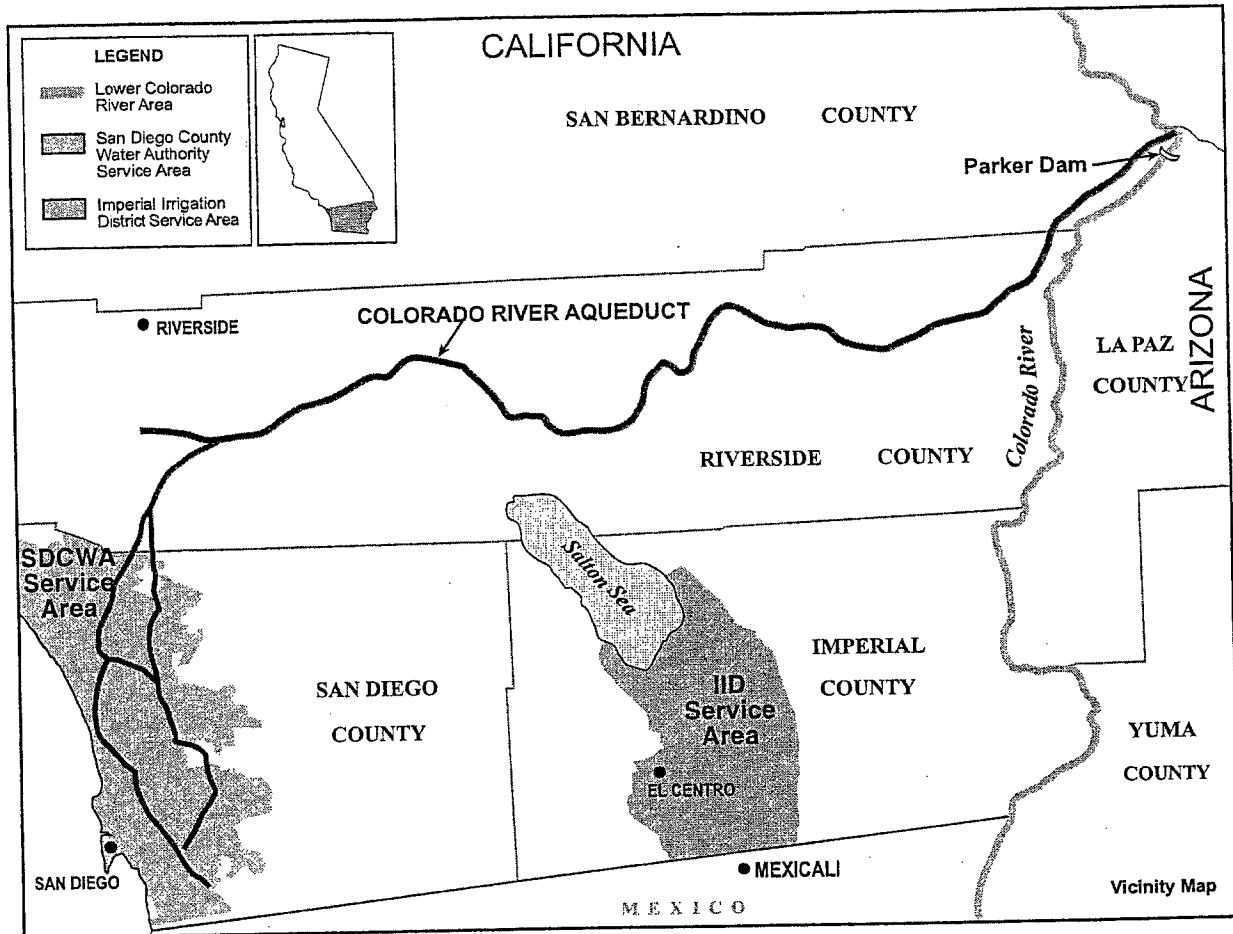 CALIFORNIA
LEGEND
Lower Colorado
River Area
San Diego County
Water Authority
Service Area
Imperial Irrigation
District Service Area
SAN BERNARDINO COUNTY
Parker Dam
RIVERSIDE
COLORADO RIVER AQUEDUCT
Colorado River
LA PAZ
COUNTY
ARIZONA
RIVERSIDE COUNTY
SDCWA
Service
Area
Salton Sea
SAN DIEGO
COUNTY
IID
Service
Area
IMPERIAL
COUNTY
YUMA
COUNTY
EL CENTRO
SAN DIEGO
MEXICALI
MEXICO
Vicinity Map